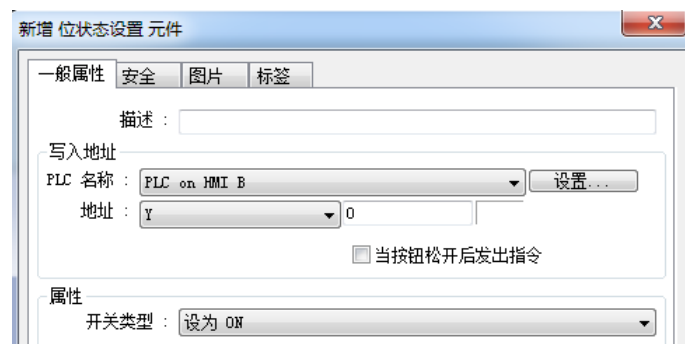 新增 位状态设置 元件
一般属性 安全 图片 标签
描述 :
写入地址
PLC 名称 : PLC on HMI B 设置...
地址 : Y 0
当按钮松开后发出指令
属性
开关类型 : 设为 ON